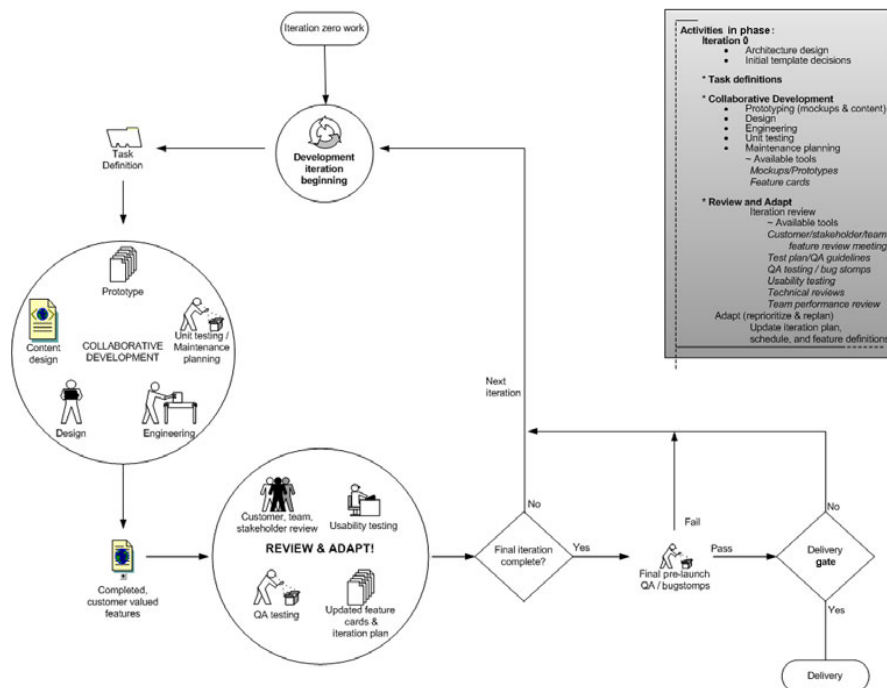 Iteration zero work
Development
iteration
beginning
Task
Definition
Prototype
Content
design
COLLABORATIVE
DEVELOPMENT
Unit testing /
Maintenance
planning
Design
Engineering
Completed,
customer valued
features
Customer, team,
stakeholder review
Usability testing
REVIEW & ADAPT!
QA testing
Updated feature
cards & iteration
plan
Final iteration
complete?
No
Next
iteration
Yes
Final pre-launch
QA / bugstomps
Fail
Pass
Delivery
gate
No
Yes
Delivery
Activities in phase:
Iteration 0
• Architecture design
• Initial template decisions
* Task definitions
* Collaborative Development
• Prototyping (mockups & content)
• Design
• Engineering
• Unit testing
• Maintenance planning
~ Available tools
Mockups/Prototypes
Feature cards
* Review and Adapt
Iteration review
~ Available tools
Customer/stakeholder/team
feature review meeting
Test plan/QA guidelines
QA testing / bug stomps
Usability testing
Technical reviews
Team performance review
Adapt (reprioritize & replan)
Update iteration plan,
schedule, and feature definitions